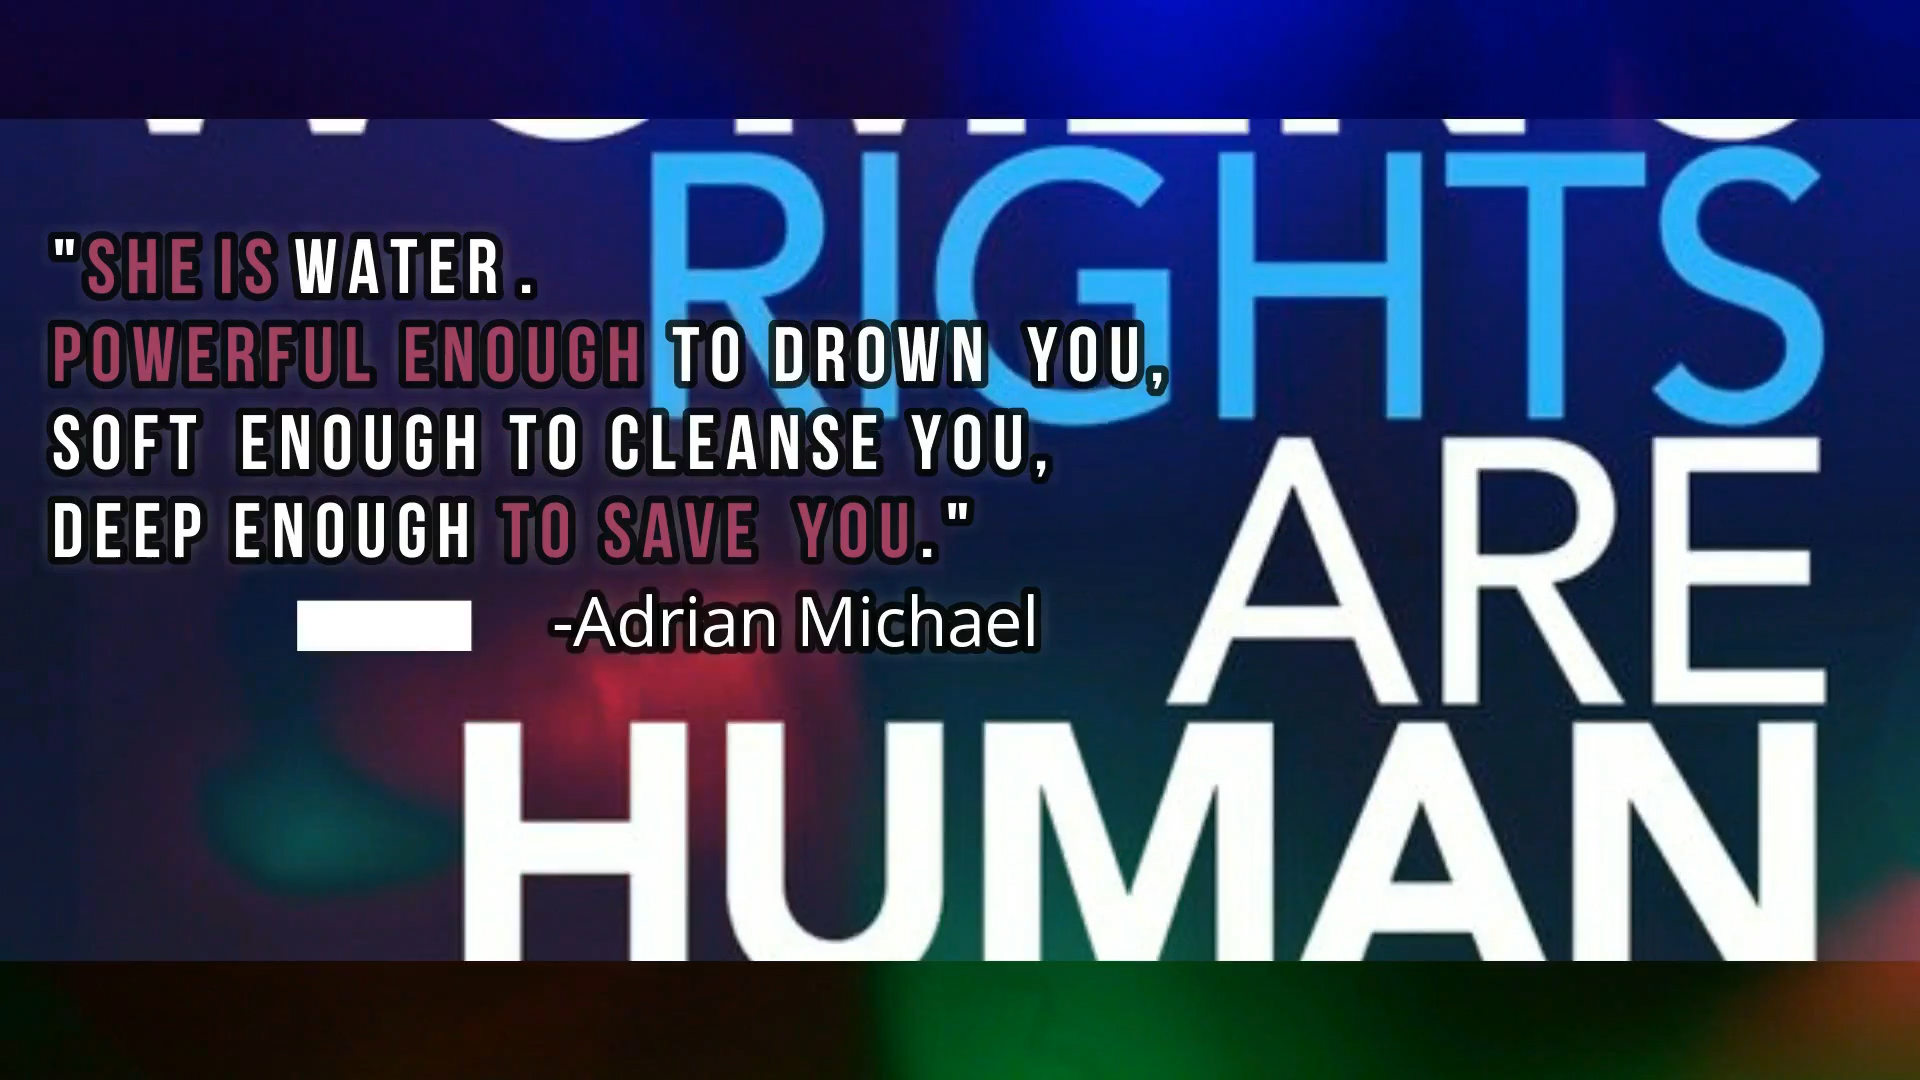 WOMEN'S
RIGHTS
"SHE IS WATER .
POWERFUL ENOUGH TO DROWN YOU,
SOFT ENOUGH TO CLEANSE YOU,
DEEP ENOUGH TO SAVE YOU."
-Adrian Michael
ARE
HUMAN